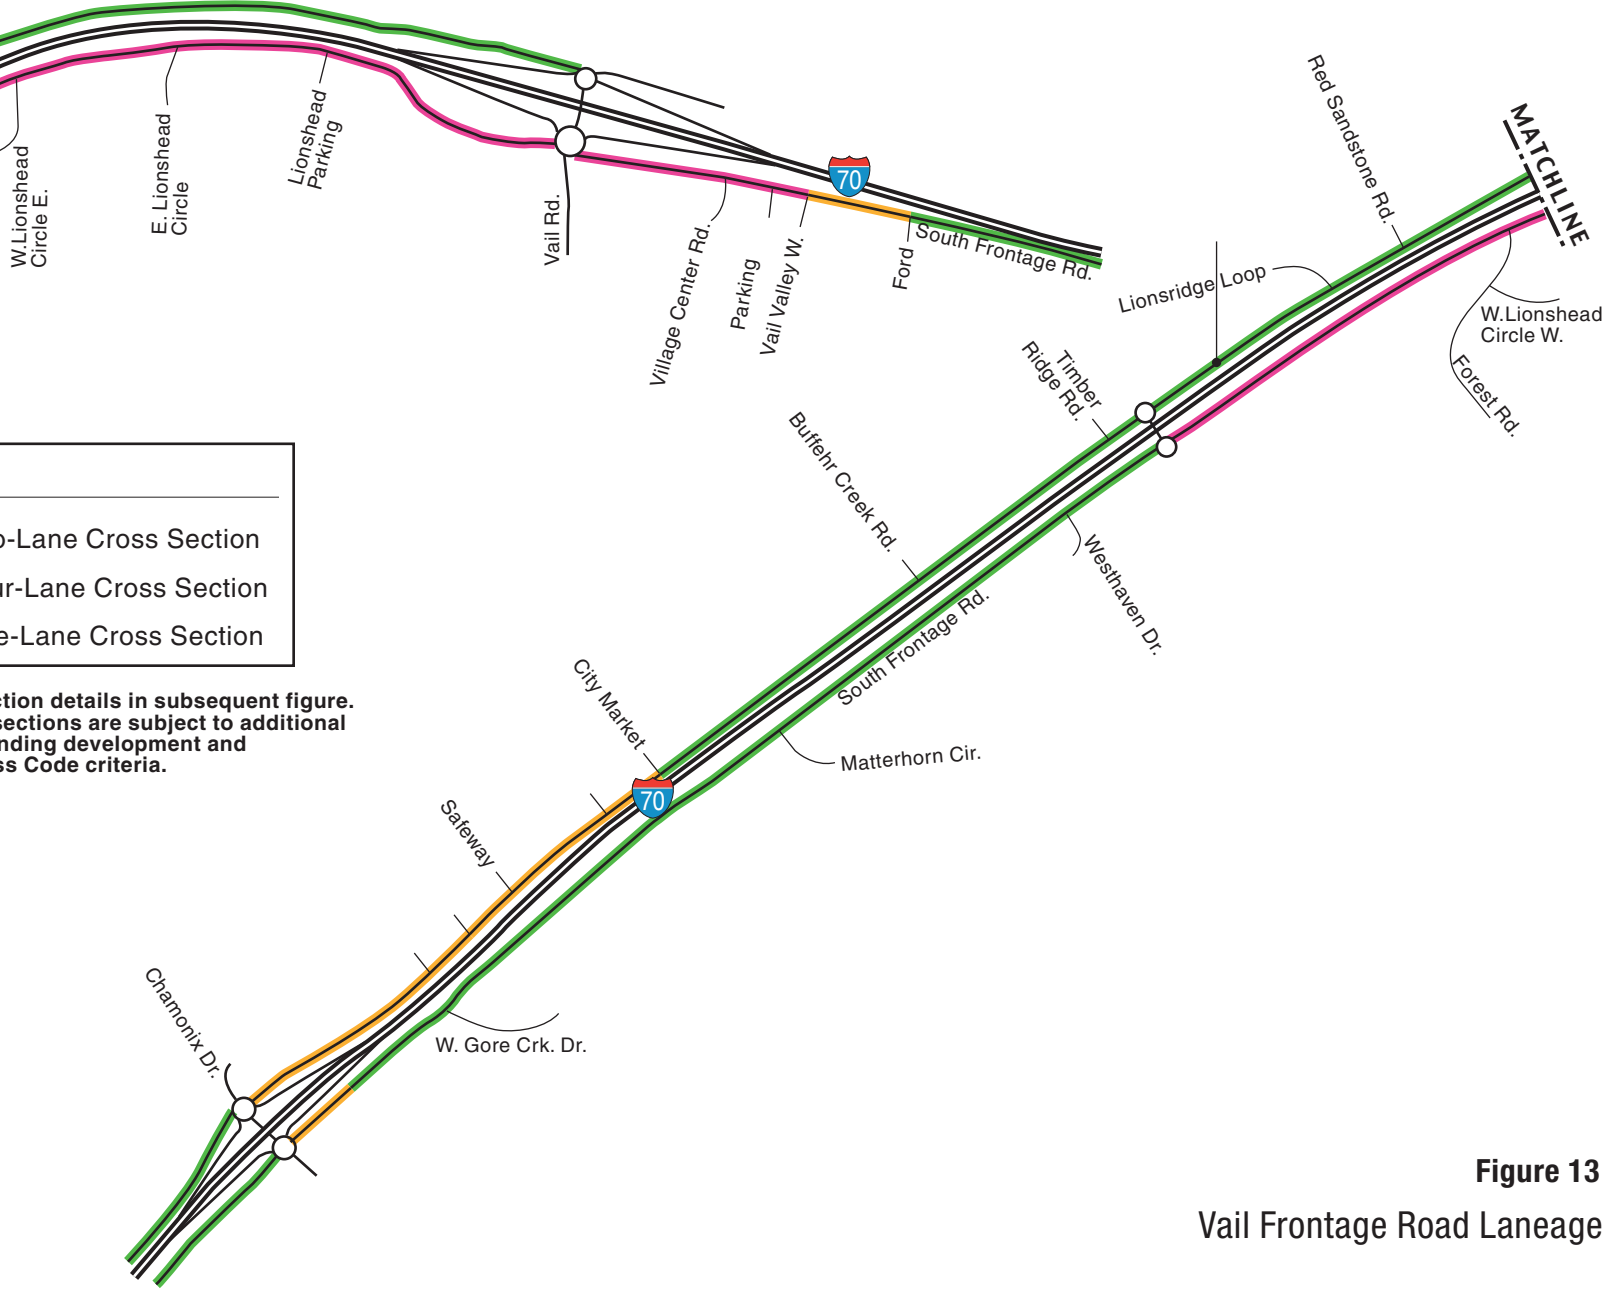 W.Lionshead
Circle E.
E. Lionshead
Circle
Lionshead
Parking
Vail Rd.
Village Center Rd.
Parking
Vail Valley W.
70
Ford
South Frontage Rd.
Red Sandstone Rd.
MATCHLINE
Lionsridge Loop
W.Lionshead
Circle W.
Forest Rd.
Timber
Ridge Rd.
Buffehr Creek Rd.
Westhaven Dr.
South Frontage Rd.
City Market
Matterhorn Cir.
70
Safeway
Chamonix Dr.
W. Gore Crk. Dr.
o-Lane Cross Section
ur-Lane Cross Section
e-Lane Cross Section
ction details in subsequent figure.
sections are subject to additional
nding development and
ss Code criteria.
Figure 13
Vail Frontage Road Laneage